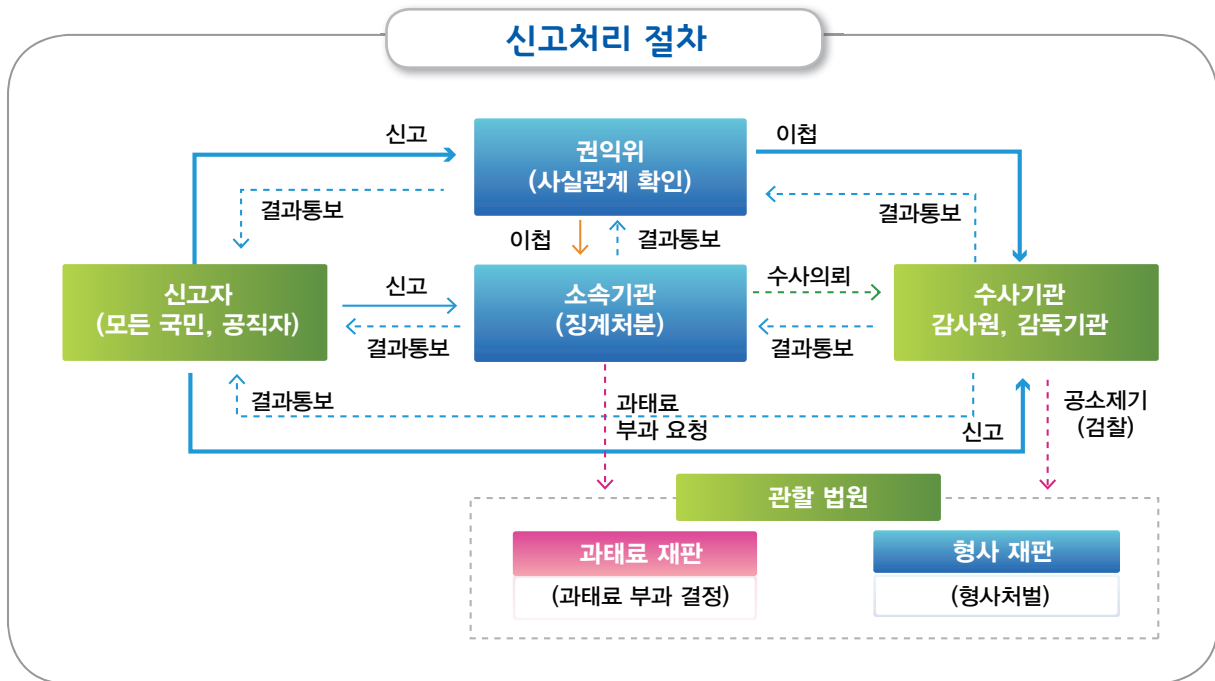 신고처리 절차
신고
권익위
(사실관계 확인)
이첩
결과통보
결과통보
이첩
결과통보
신고자
(모든 국민, 공직자)
신고
결과통보
소속기관
(징계처분)
수사의뢰
결과통보
수사기관
감사원, 감독기관
결과통보
과태료
부과 요청
신고
공소제기
(검찰)
관할 법원
과태료 재판
(과태료 부과 결정)
형사 재판
(형사처벌)